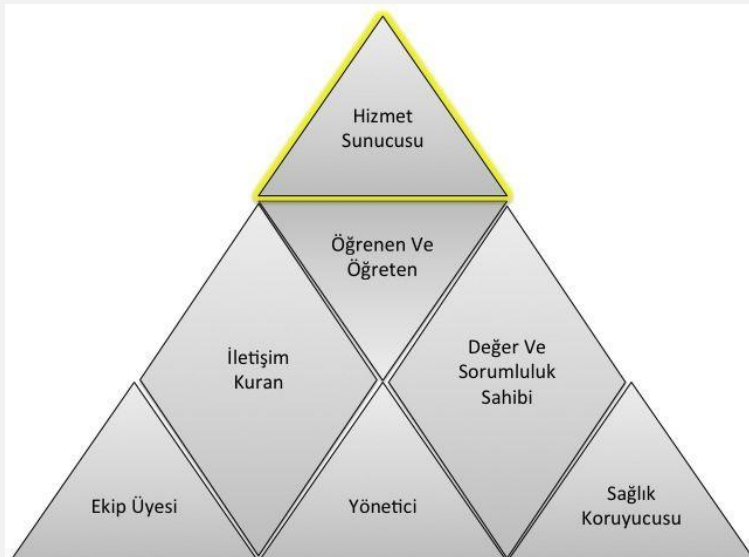 Hizmet
Sunucusu
Öğrenen Ve
Öğreten
İletişim
Kuran
Değer Ve
Sorumluluk
Sahibi
Ekip Üyesi
Yönetici
Sağlık
Koruyucusu